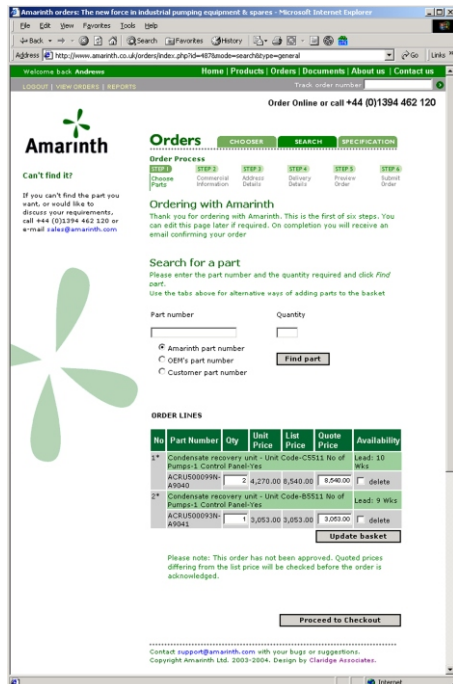 Amarinth orders: The new force in industrial pumping equipment & spares - Microsoft Internet Explorer
File Edit View Favorites Tools Help
Back Search Favorites History
Address http://www.amarinth.co.uk/orders/index.php?id=487&mode=search&type=general Go Links »
Welcome back Andrews Home | Products | Orders | Documents | About us | Contact us
LOGOUT | VIEW ORDERS | REPORTS Track order number
Order Online or call +44 (0)1394 462 120
Amarinth
Orders CHOOSER SEARCH SPECIFICATION
Order Process
STEP 1 STEP 2 STEP 3 STEP 4 STEP 5 STEP 6
Choose Parts Commercial Information Address Details Delivery Details Preview Order Submit Order
Can't find it?
If you can't find the part you
want, or would like to
discuss your requirements,
call +44 (0)1394 462 120 or
e-mail sales@amarinth.com
Ordering with Amarinth
Thank you for ordering with Amarinth. This is the first of six steps. You
can edit this page later if required. On completion you will receive an
email confirming your order
Search for a part
Please enter the part number and the quantity required and click Find
part.
Use the tabs above for alternative ways of adding parts to the basket
Part number Quantity
Amarinth part number
OEM's part number
Customer part number
Find part
ORDER LINES
No Part Number Qty Unit Price List Price Quote Price Availability
1* Condensate recovery unit - Unit Code-C5511 No of Lead: 10
Pumps-1 Control Panel-Yes Wks
ACRU500099N- 2 4,270.00 8,540.00 8,540.00 delete
A9040
2* Condensate recovery unit - Unit Code-B5511 No of Lead: 9 Wks
Pumps-1 Control Panel-Yes
ACRU500093N- 1 3,053.00 3,053.00 3,053.00 delete
A9041
Update basket
Please note: This order has not been approved. Quoted prices
differing from the list price will be checked before the order is
acknowledged.
Proceed to Checkout
Contact support@amarinth.com with your bugs or suggestions.
Copyright Amarinth Ltd. 2003-2004. Design by Claridge Associates.
Internet